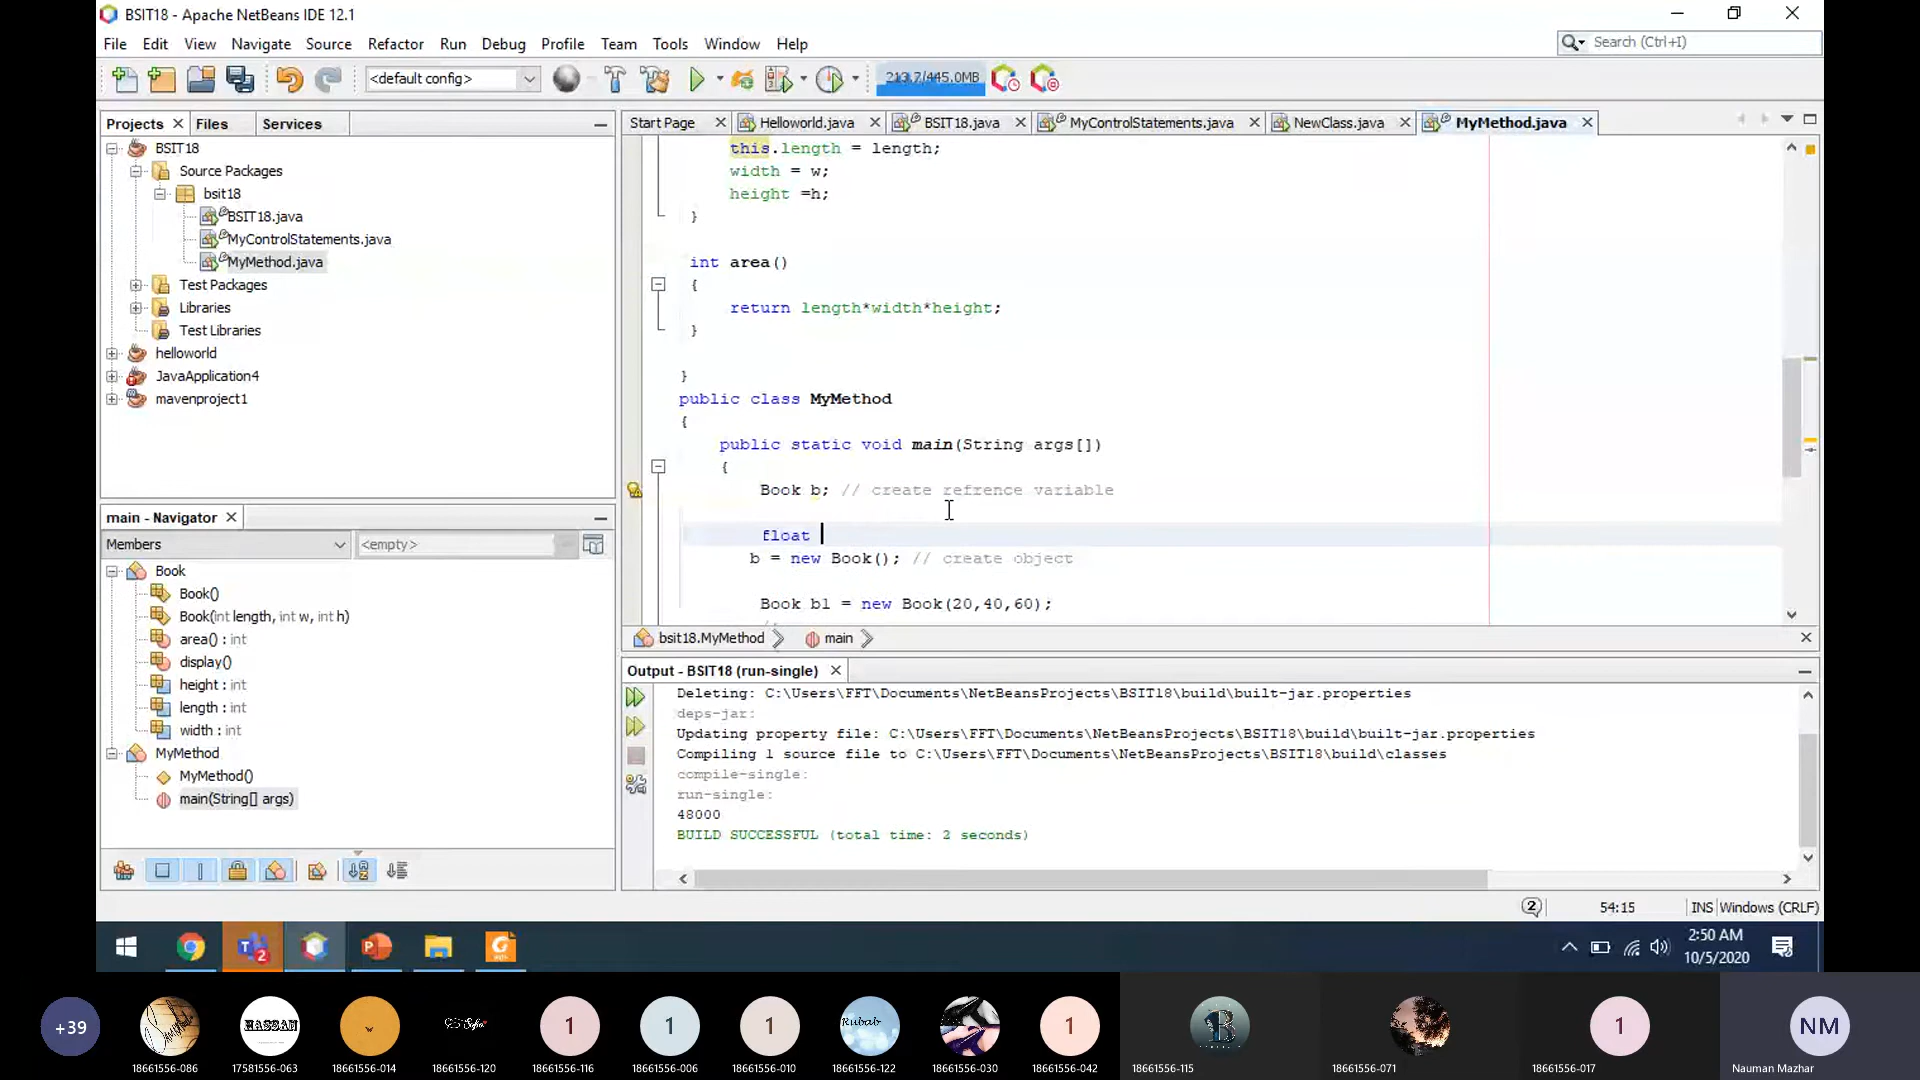 BSIT18 - Apache NetBeans IDE 12.1
File Edit View Navigate Source Refactor Run Debug Profile Team Tools Window Help
Search (Ctrl+I)
<default config>
213.7/445.0MB
Projects Files Services
Start Page Helloworld.java BSIT18.java MyControlStatements.java NewClass.java MyMethod.java
BSIT18
Source Packages
bsit18
BSIT18.java
MyControlStatements.java
MyMethod.java
Test Packages
Libraries
Test Libraries
helloworld
JavaApplication4
mavenproject1
this.length = length;
width = w;
height =h;
}
int area()
{
return length*width*height;
}
}
public class MyMethod
{
public static void main(String args[])
{
Book b; // create refrence variable
float
b = new Book(); // create object
Book b1 = new Book(20,40,60);
bsit18.MyMethod main
main - Navigator
Members <empty>
Book
Book()
Book(int length, int w, int h)
area() : int
display()
height : int
length : int
width : int
MyMethod
MyMethod()
main(String[] args)
Output - BSIT18 (run-single)
Deleting: C:\Users\FFT\Documents\NetBeansProjects\BSIT18\build\built-jar.properties
deps-jar:
Updating property file: C:\Users\FFT\Documents\NetBeansProjects\BSIT18\build\built-jar.properties
Compiling 1 source file to C:\Users\FFT\Documents\NetBeansProjects\BSIT18\build\classes
compile-single:
run-single:
48000
BUILD SUCCESSFUL (total time: 2 seconds)
2 54:15 INS Windows (CRLF)
2:50 AM
10/5/2020
+39 HASSAN 1 1 1 Rubab 1 B 1 NM
18661556-086 17581556-063 18661556-014 18661556-120 18661556-116 18661556-006 18661556-010 18661556-122 18661556-030 18661556-042 18661556-115 18661556-071 18661556-017 Nauman Mazhar